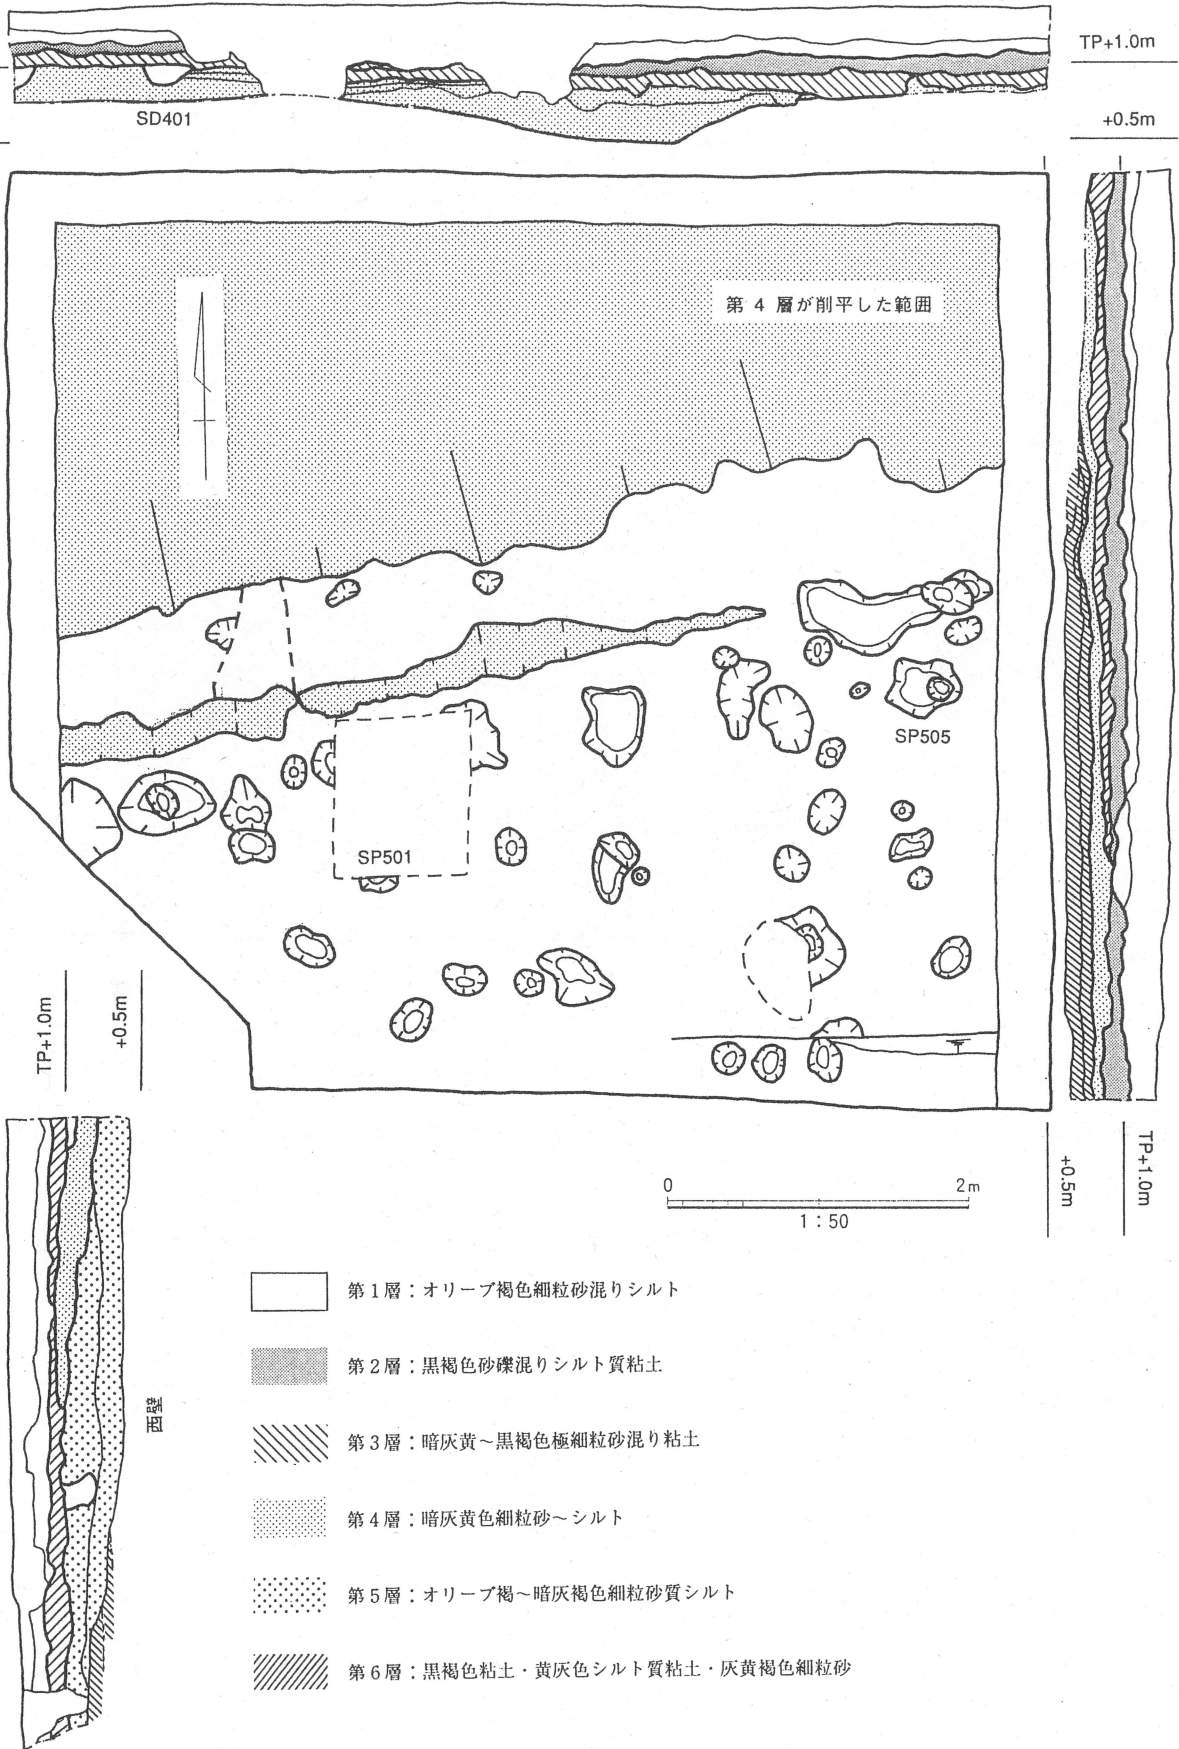 TP+1.0m
SD401
+0.5m
第4層が削平した範囲
SP505
SP501
TP+1.0m
+0.5m
+0.5m
TP+1.0m
0 2m
1:50
第1層:オリーブ褐色細粒砂混りシルト
第2層:黒褐色砂礫混りシルト質粘土
西壁
第3層:暗灰黄~黒褐色極細粒砂混り粘土
第4層:暗灰黄色細粒砂~シルト
第5層:オリーブ褐~暗灰褐色細粒砂質シルト
第6層:黒褐色粘土・黄灰色シルト質粘土・灰黄褐色細粒砂